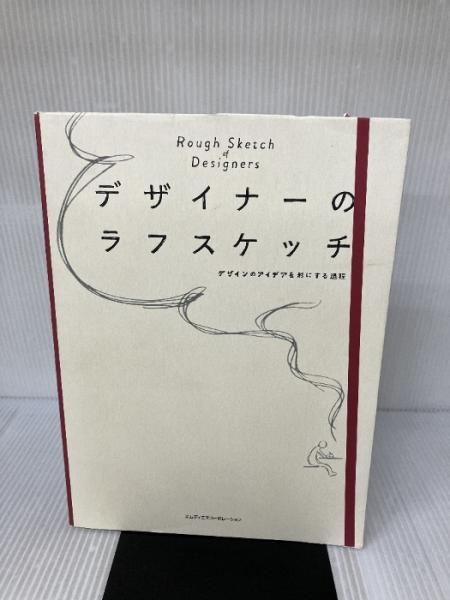 Rough Sketch
of
Designers
デザイナーの
ラフスケッチ
デザインのアイデアを形にする過程
エムディエヌコーポレーション